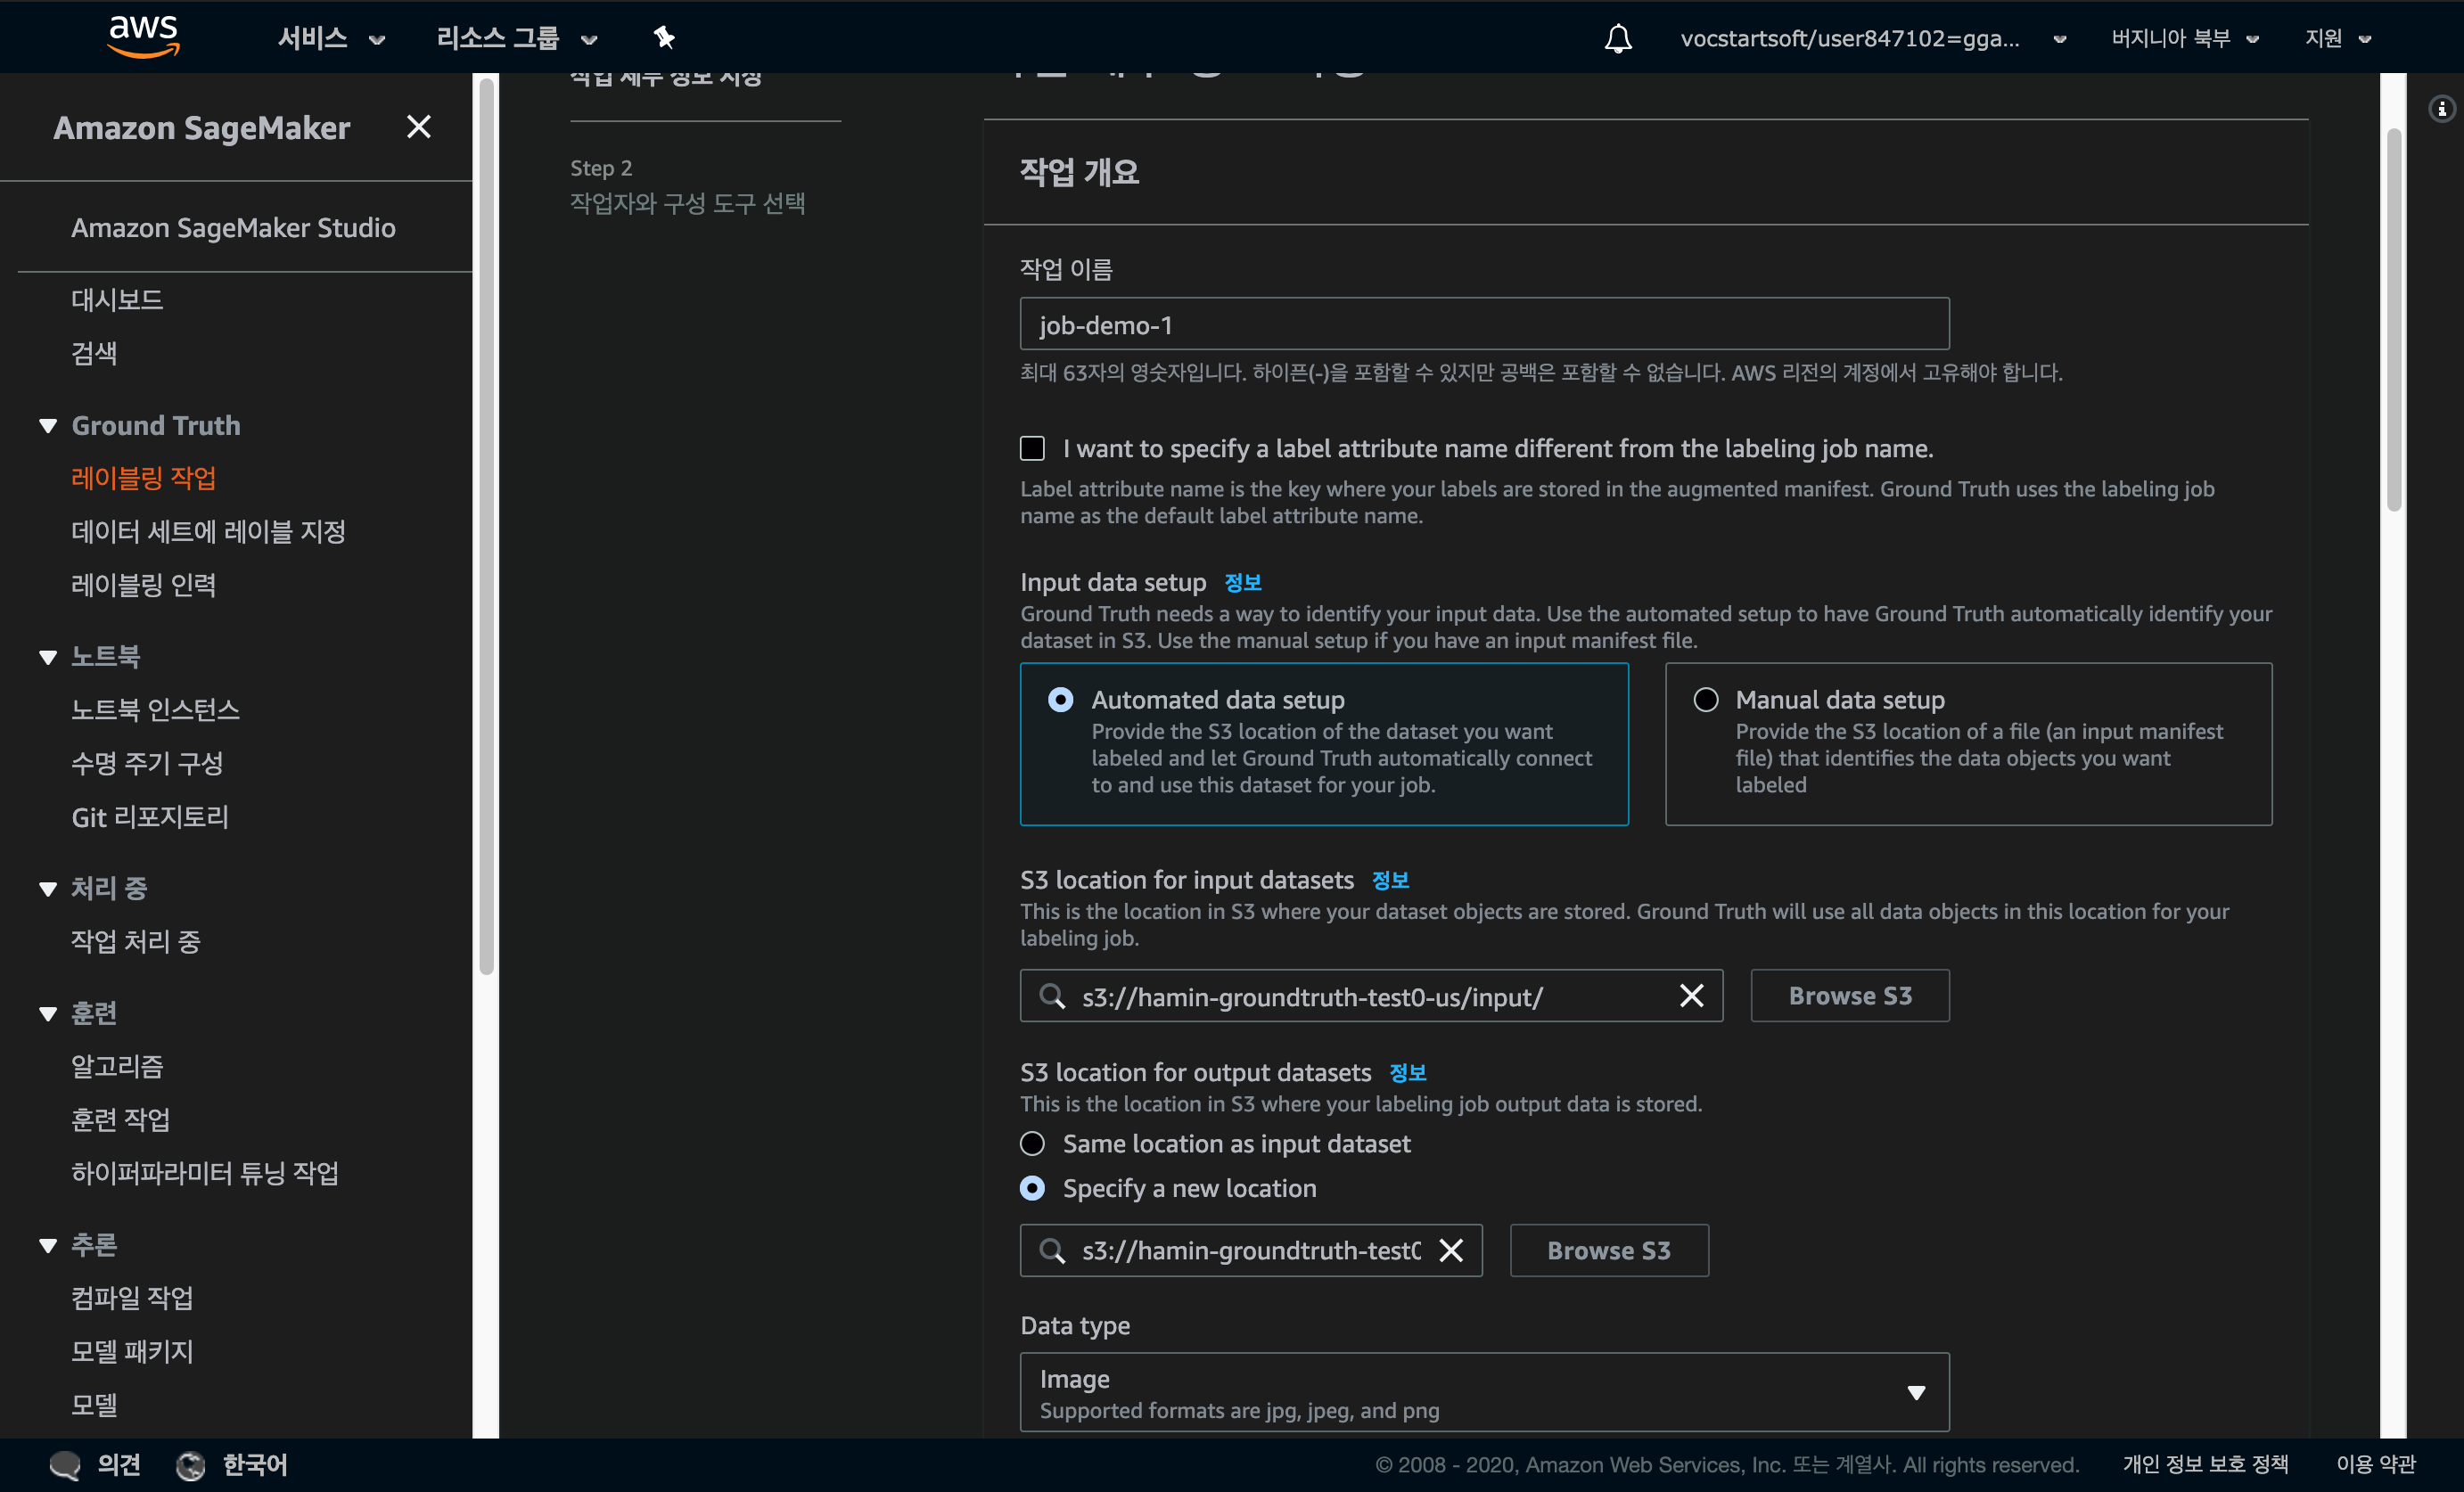 aws
서비스
리소스 그룹
vocstartsoft/user847102=gga...
버지니아 북부
지원
Amazon SageMaker
Amazon SageMaker Studio
대시보드
검색
Ground Truth
레이블링 작업
데이터 세트에 레이블 지정
레이블링 인력
노트북
노트북 인스턴스
수명 주기 구성
Git 리포지토리
처리 중
작업 처리 중
훈련
알고리즘
훈련 작업
하이퍼파라미터 튜닝 작업
추론
컴파일 작업
모델 패키지
모델
작업 세부 정보 지정
Step 2
작업자와 구성 도구 선택
작업 개요
작업 이름
job-demo-1
최대 63자의 영숫자입니다. 하이픈(-)을 포함할 수 있지만 공백은 포함할 수 없습니다. AWS 리전의 계정에서 고유해야 합니다.
I want to specify a label attribute name different from the labeling job name.
Label attribute name is the key where your labels are stored in the augmented manifest. Ground Truth uses the labeling job
name as the default label attribute name.
Input data setup 정보
Ground Truth needs a way to identify your input data. Use the automated setup to have Ground Truth automatically identify your
dataset in S3. Use the manual setup if you have an input manifest file.
Automated data setup
Provide the S3 location of the dataset you want
labeled and let Ground Truth automatically connect
to and use this dataset for your job.
Manual data setup
Provide the S3 location of a file (an input manifest
file) that identifies the data objects you want
labeled
S3 location for input datasets 정보
This is the location in S3 where your dataset objects are stored. Ground Truth will use all data objects in this location for your
labeling job.
s3://hamin-groundtruth-test0-us/input/
Browse S3
S3 location for output datasets 정보
This is the location in S3 where your labeling job output data is stored.
Same location as input dataset
Specify a new location
s3://hamin-groundtruth-test0
Browse S3
Data type
Image
Supported formats are jpg, jpeg, and png
의견
한국어
© 2008 - 2020, Amazon Web Services, Inc. 또는 계열사. All rights reserved.
개인 정보 보호 정책
이용 약관